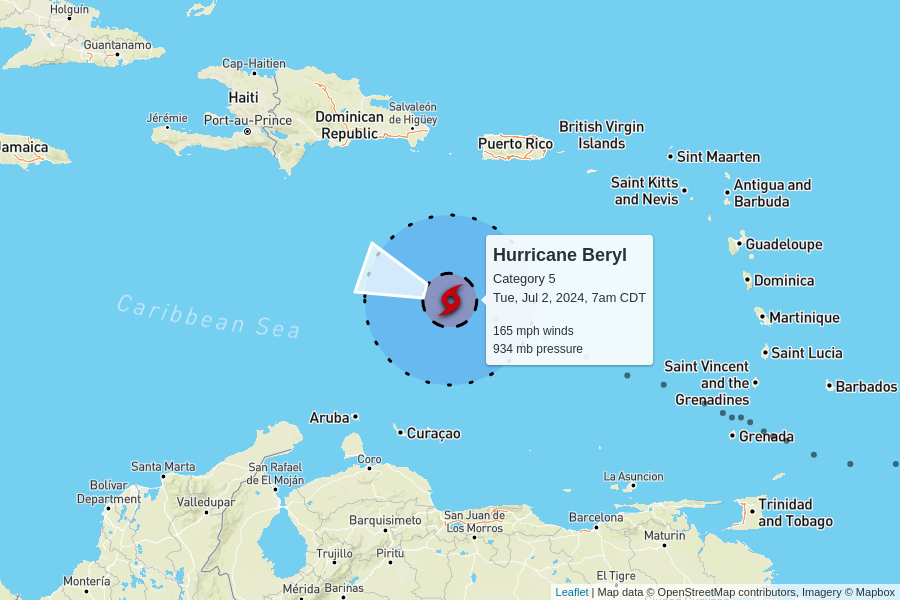 Holguín
Guantanamo
Cap-Haitien
Haiti
Jérémie
Port-au-Prince
Dominican
Republic
Salvaleón
de Higüey
Jamaica
Puerto Rico
British Virgin
Islands
Sint Maarten
Saint Kitts
and Nevis
Antigua and
Barbuda
Guadeloupe
Dominica
Martinique
Saint Lucia
Saint Vincent
and the
Grenadines
Barbados
Grenada
Hurricane Beryl
Category 5
Tue, Jul 2, 2024, 7am CDT
165 mph winds
934 mb pressure
Caribbean Sea
Aruba
Curaçao
Coro
Santa Marta
San Rafael
de El Moján
Bolívar
Department
Valledupar
La Asuncion
Barquisimeto
San Juan de
Los Morros
Barcelona
Trinidad
and Tobago
Maturin
Trujillo
Piritu
El Tigre
Montería
Mérida
Barinas
Leaflet | Map data © OpenStreetMap contributors, Imagery © Mapbox